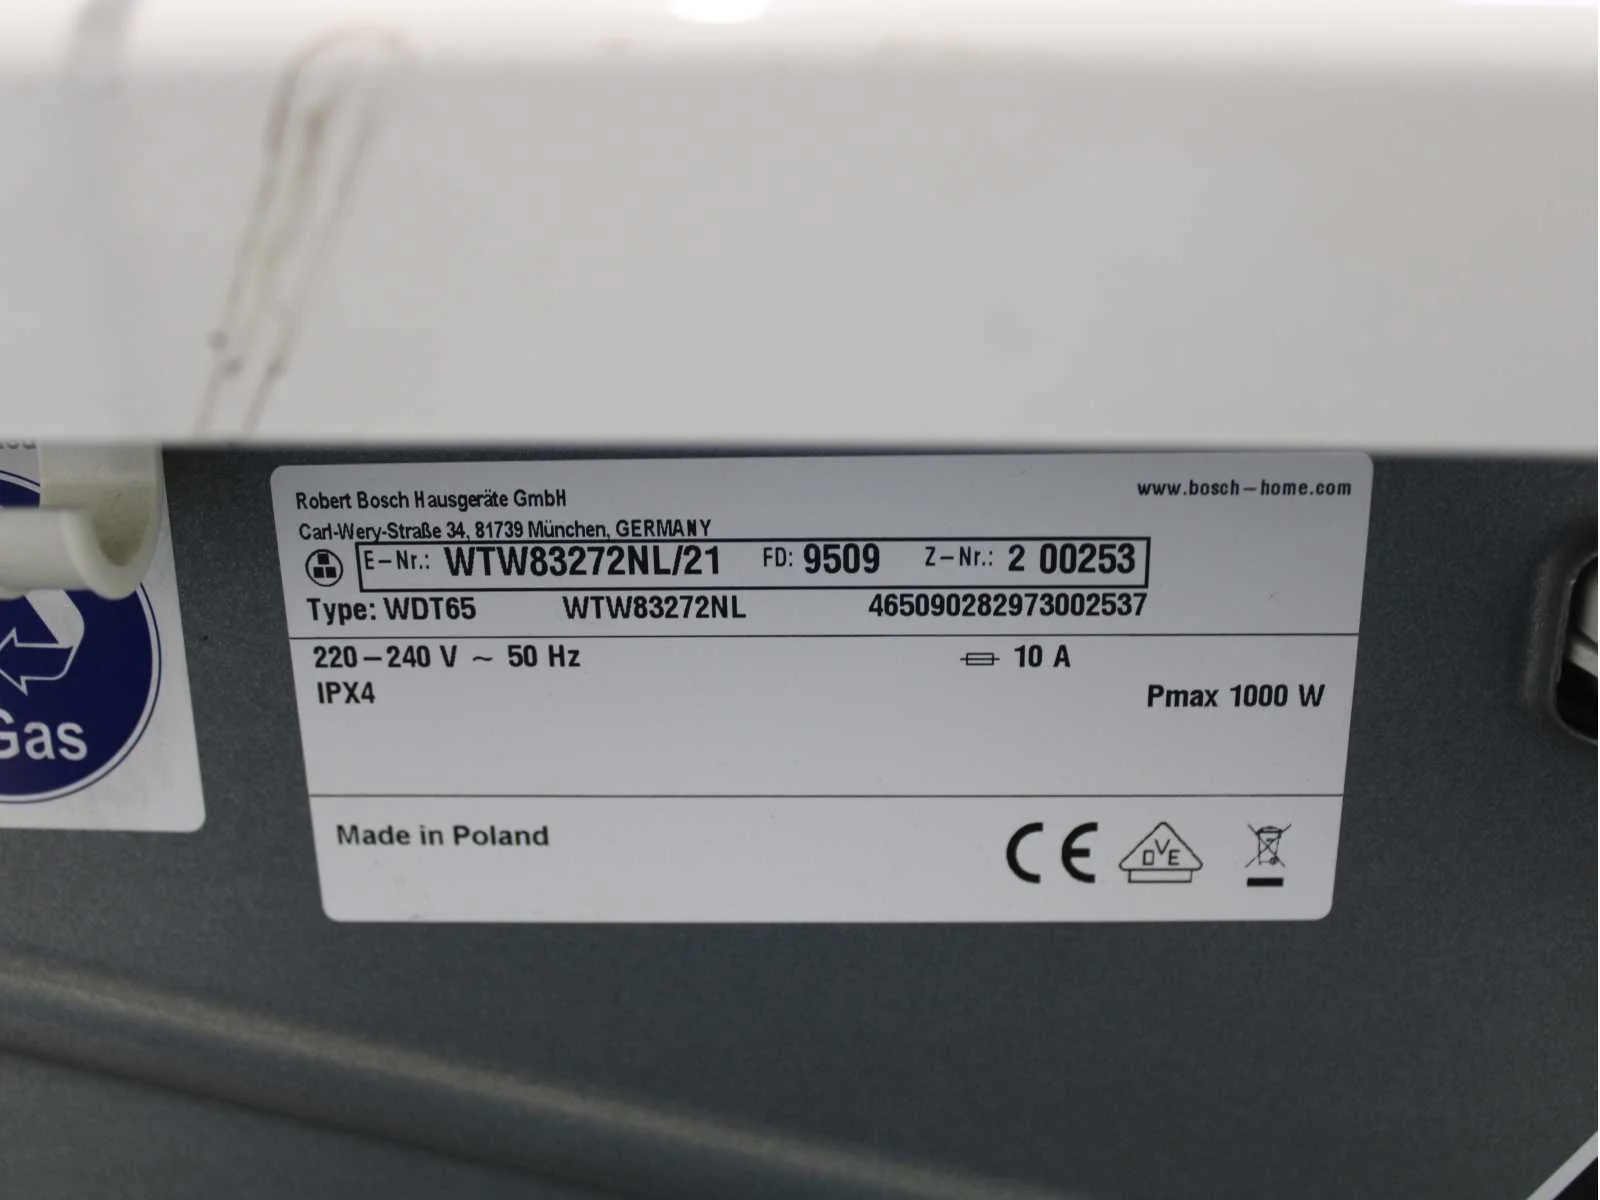 Robert Bosch Hausgeräte GmbH
www.bosch-home.com
Carl-Wery-Straße 34, 81739 München, GERMANY
E-Nr.: WTW83272NL/21 FD: 9509 Z-Nr.: 2 00253
Type: WDT65 WTW83272NL 465090282973002537
220-240 V ~ 50 Hz 10 A
IPX4 Pmax 1000 W
Made in Poland
CE DVE
Gas